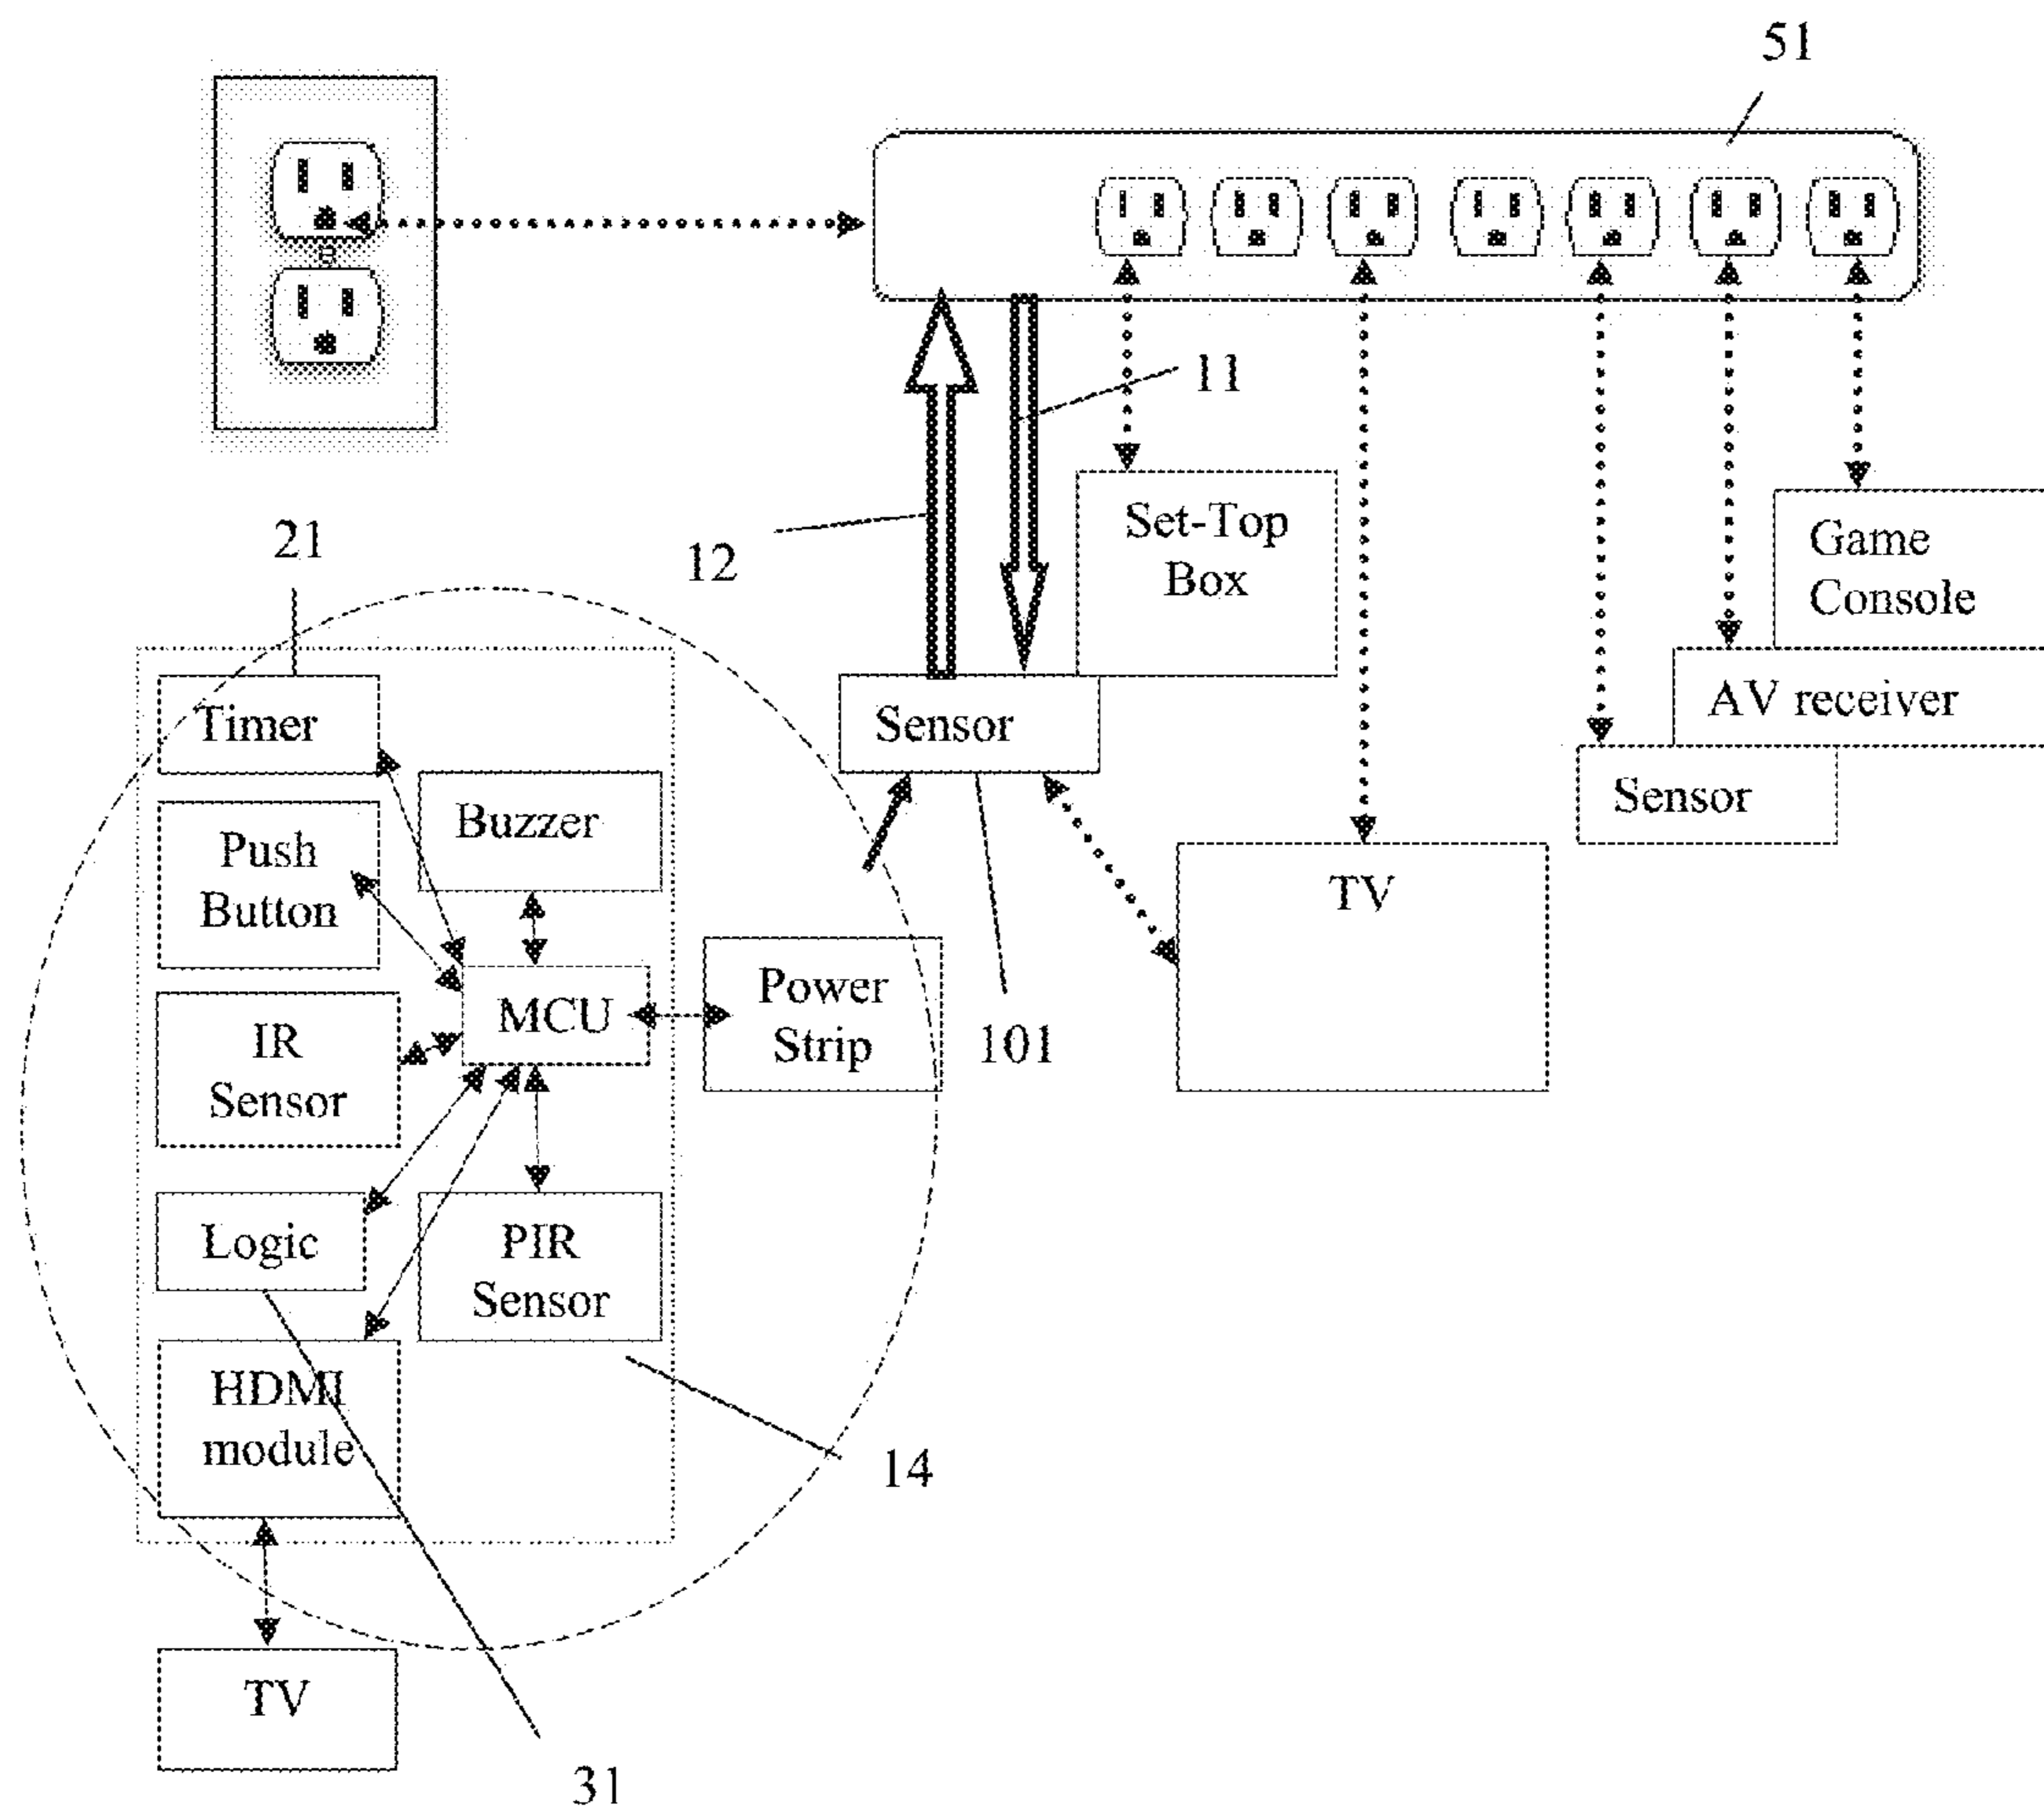 51
11
12
21
Set-Top
Box
Game
Console
Timer
Sensor
AV receiver
Buzzer
Sensor
Push
Button
TV
MCU
Power
Strip
101
IR
Sensor
Logic
PIR
Sensor
HDMI
module
14
TV
31